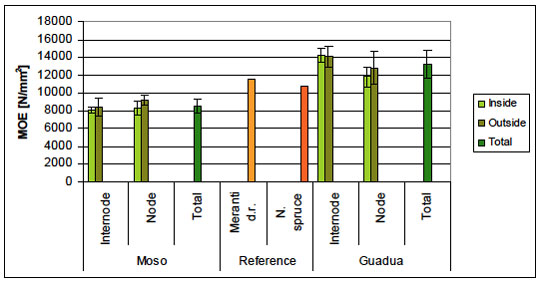 18000
16000
14000
12000
10000
8000
6000
4000
2000
0
MOE [N/mm²]
Internode
Node
Total
Meranti
d.r.
N.
spruce
Internode
Node
Total
Moso
Reference
Guadua
Inside
Outside
Total